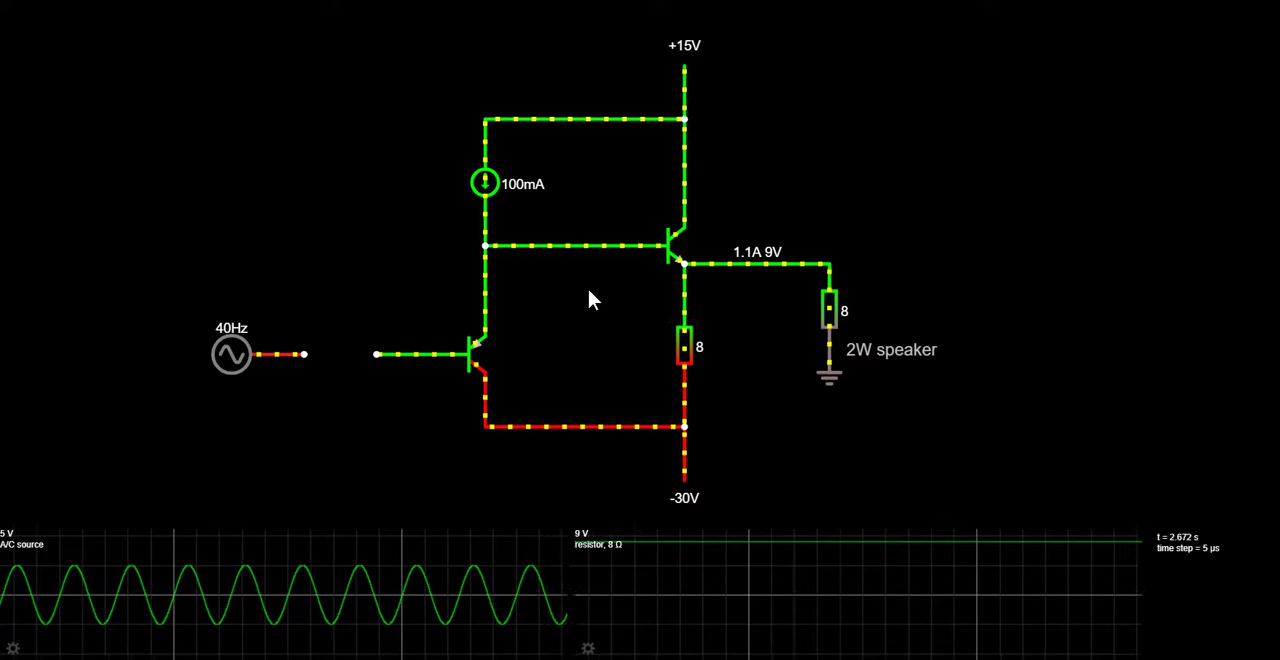 +15V
100mA
1.1A 9V
8
40Hz
8
2W speaker
-30V
5 V
A/C source
9 V
resistor, 8 Ω
t = 2.672 s
time step = 5 μs